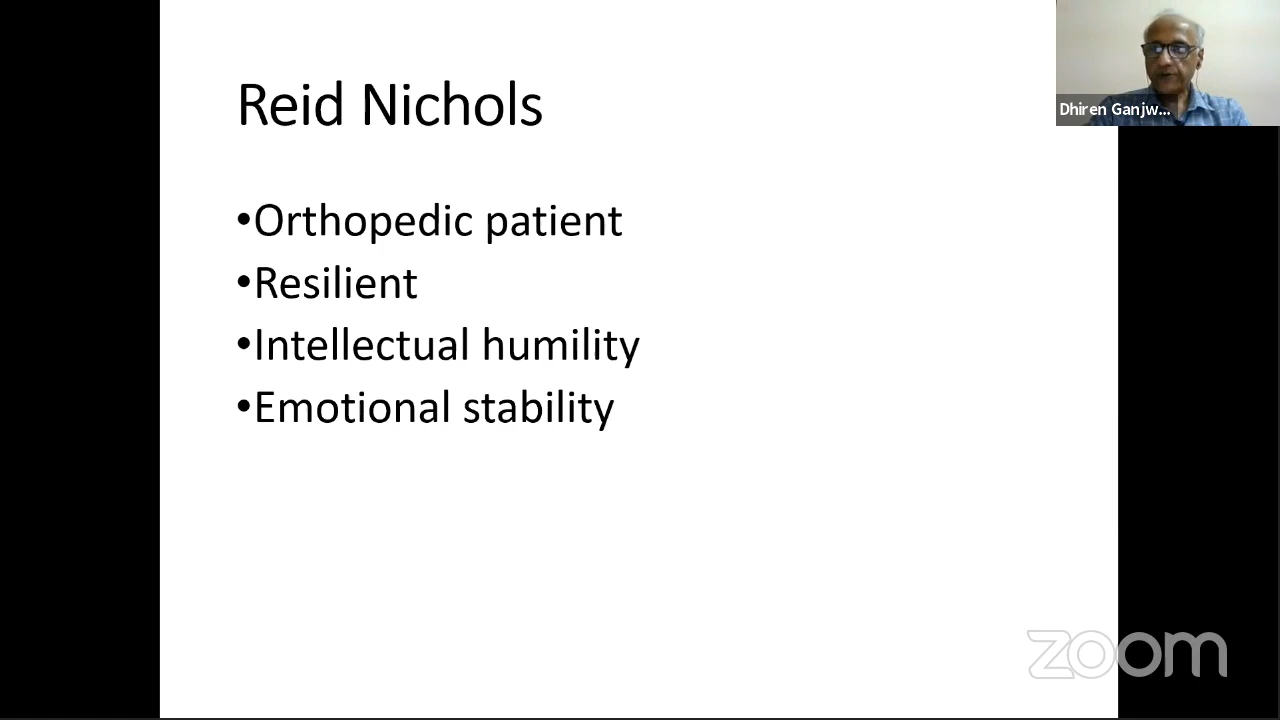 Reid Nichols
•Orthopedic patient
•Resilient
•Intellectual humility
•Emotional stability
Dhiren Ganjw...
zoom